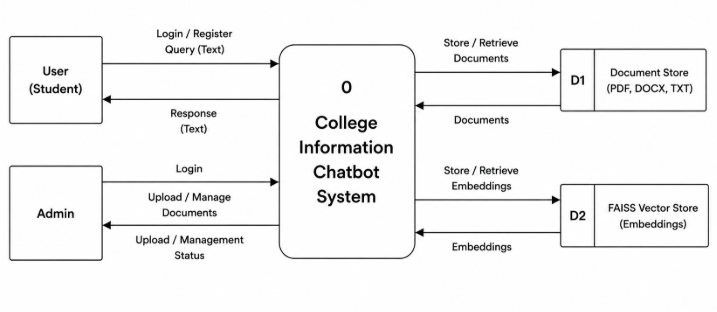 Login / Register
Query (Text)
User
(Student)
Response
(Text)
Login
Upload / Manage
Documents
Admin
Upload / Management
Status
0
College
Information
Chatbot
System
Store / Retrieve
Documents
D1
Document Store
(PDF, DOCX, TXT)
Documents
Store / Retrieve
Embeddings
D2
FAISS Vector Store
(Embeddings)
Embeddings